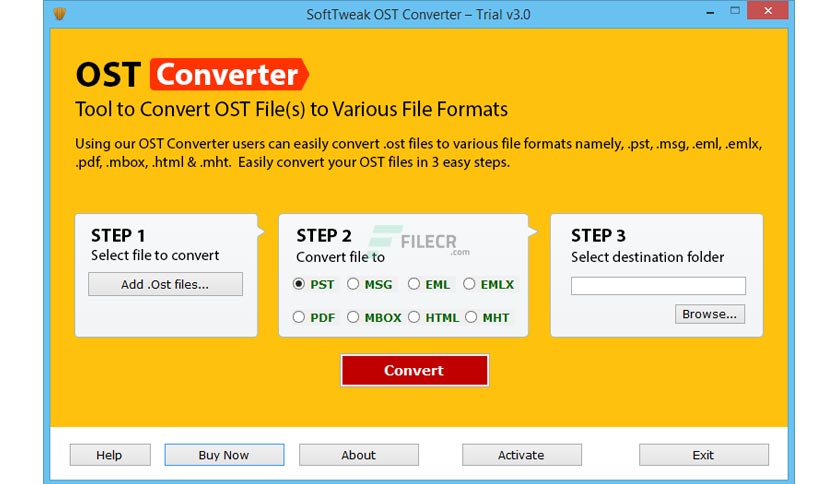 SoftTweak OST Converter – Trial v3.0
OST Converter
Tool to Convert OST File(s) to Various File Formats
Using our OST Converter users can easily convert .ost files to various file formats namely, .pst, .msg, .eml, .emlx,
.pdf, .mbox, .html & .mht. Easily convert your OST files in 3 easy steps.
STEP 1
Select file to convert
Add .Ost files...
STEP 2
Convert file to
FILECR
.com
PST MSG EML EMLX
PDF MBOX HTML MHT
STEP 3
Select destination folder
Browse...
Convert
Help Buy Now About Activate Exit